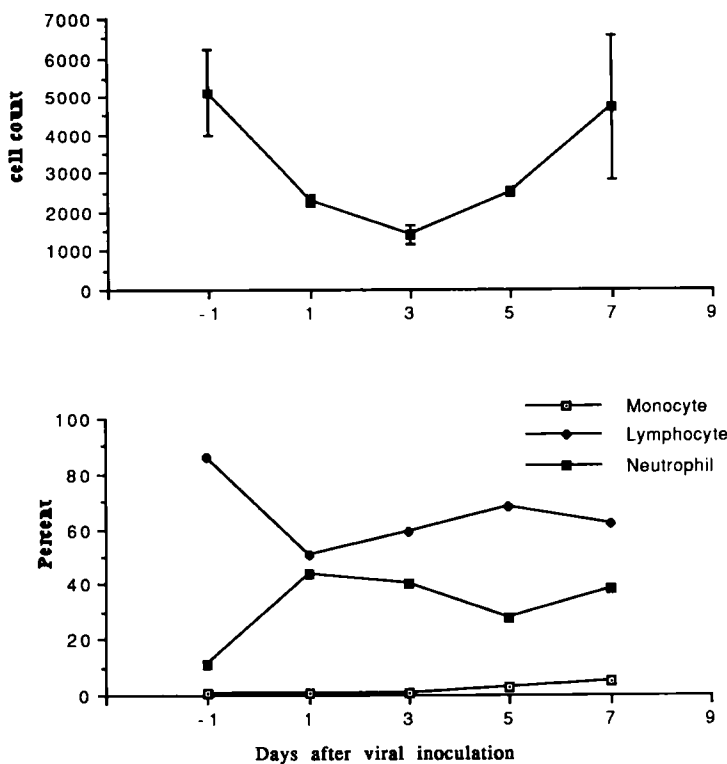 7000
6000
5000
4000
3000
2000
1000
0
cell count
-1 1 3 5 7 9
Monocyte
Lymphocyte
Neutrophil
100
80
60
40
20
0
Percent
-1 1 3 5 7 9
Days after viral inoculation